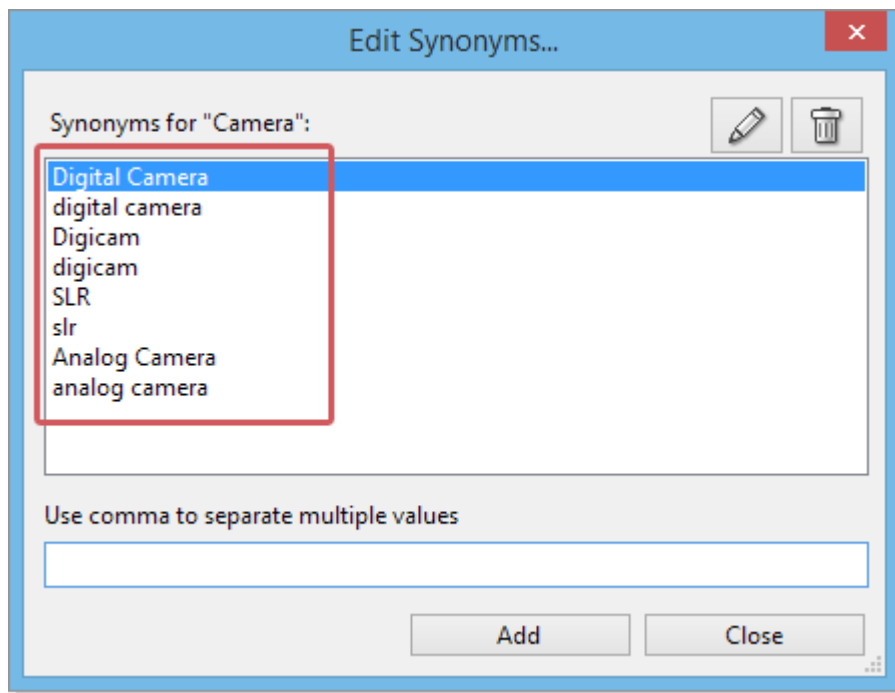 Edit Synonyms...
Synonyms for "Camera":
Digital Camera
digital camera
Digicam
digicam
SLR
slr
Analog Camera
analog camera
Use comma to separate multiple values
Add
Close